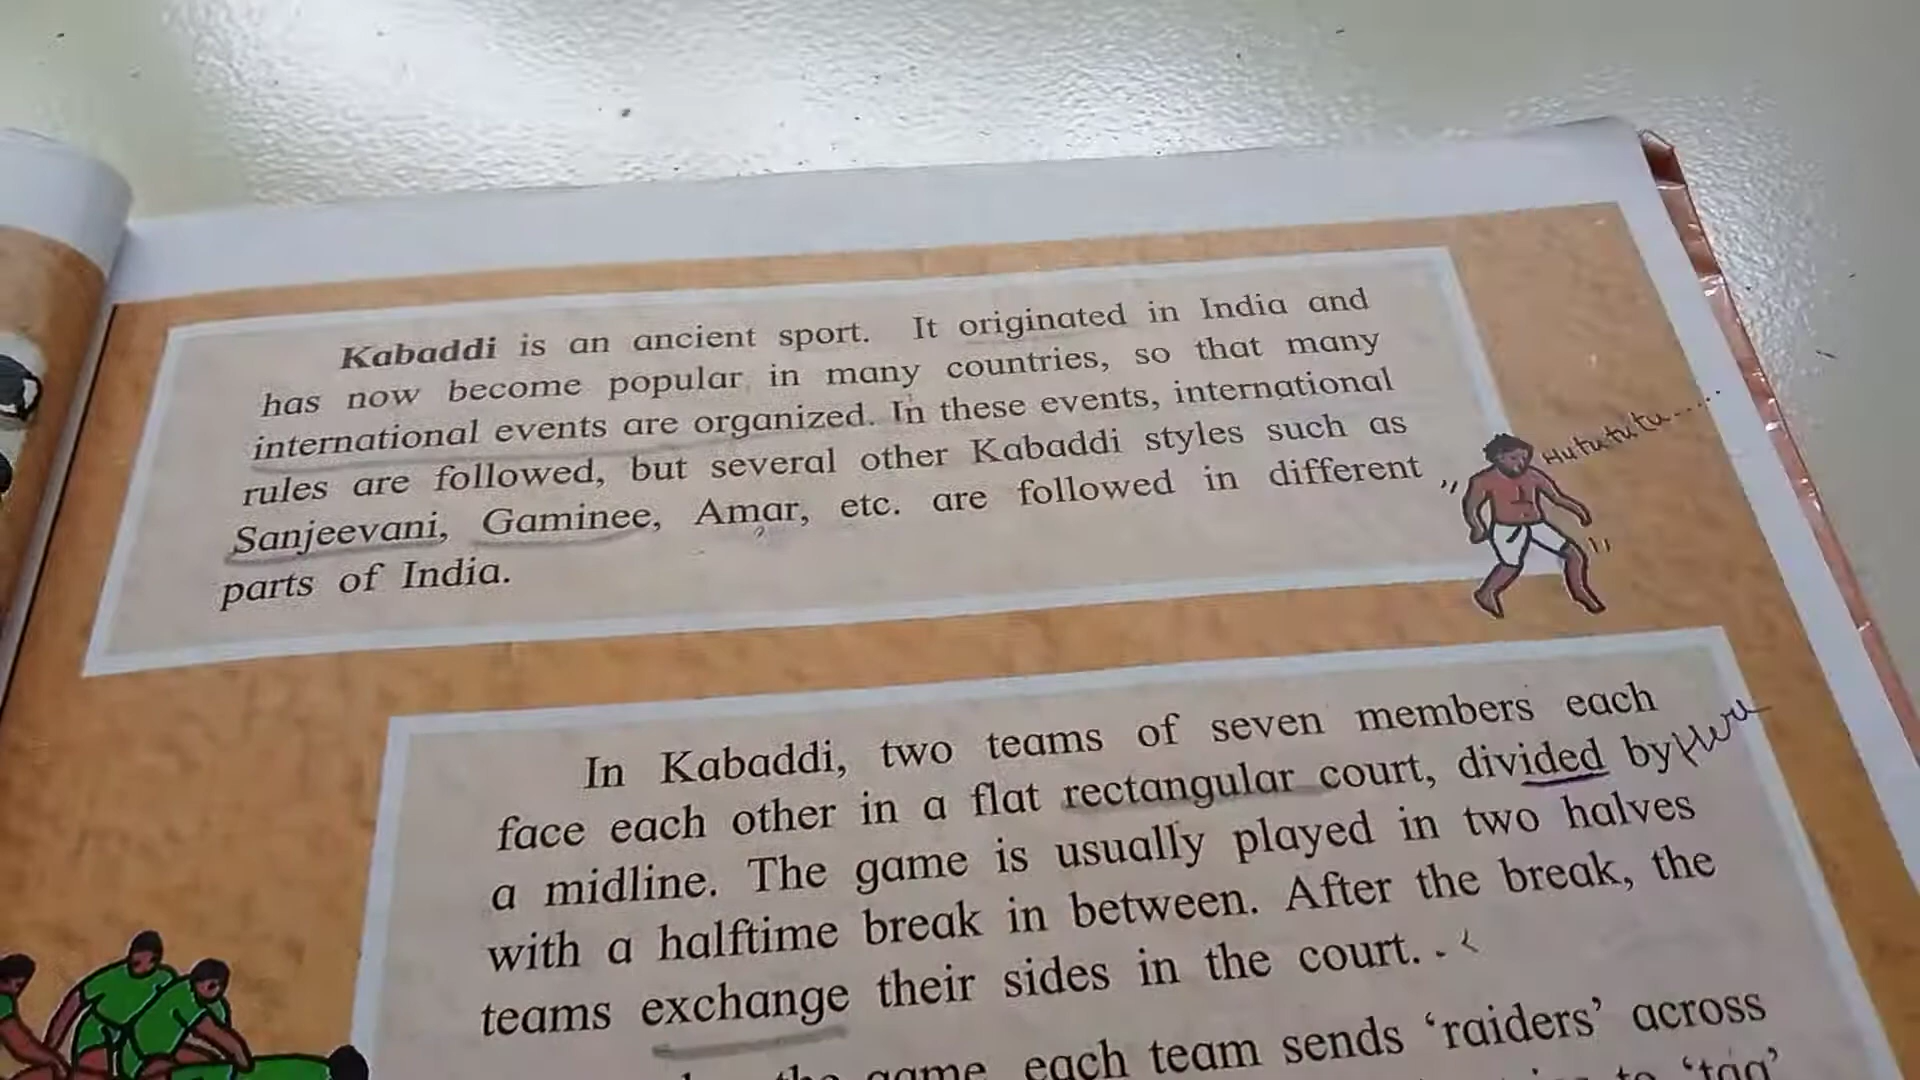 Kabaddi is an ancient sport. It originated in India and
has now become popular in many countries, so that many
international events are organized. In these events, international
rules are followed, but several other Kabaddi styles such as
Sanjeevani, Gaminee, Amar, etc. are followed in different
parts of India.
Hutututu......
In Kabaddi, two teams of seven members each
face each other in a flat rectangular court, divided by
a midline. The game is usually played in two halves
with a halftime break in between. After the break, the
teams exchange their sides in the court.
the game, each team sends ‘raiders’ across
to ‘tag’